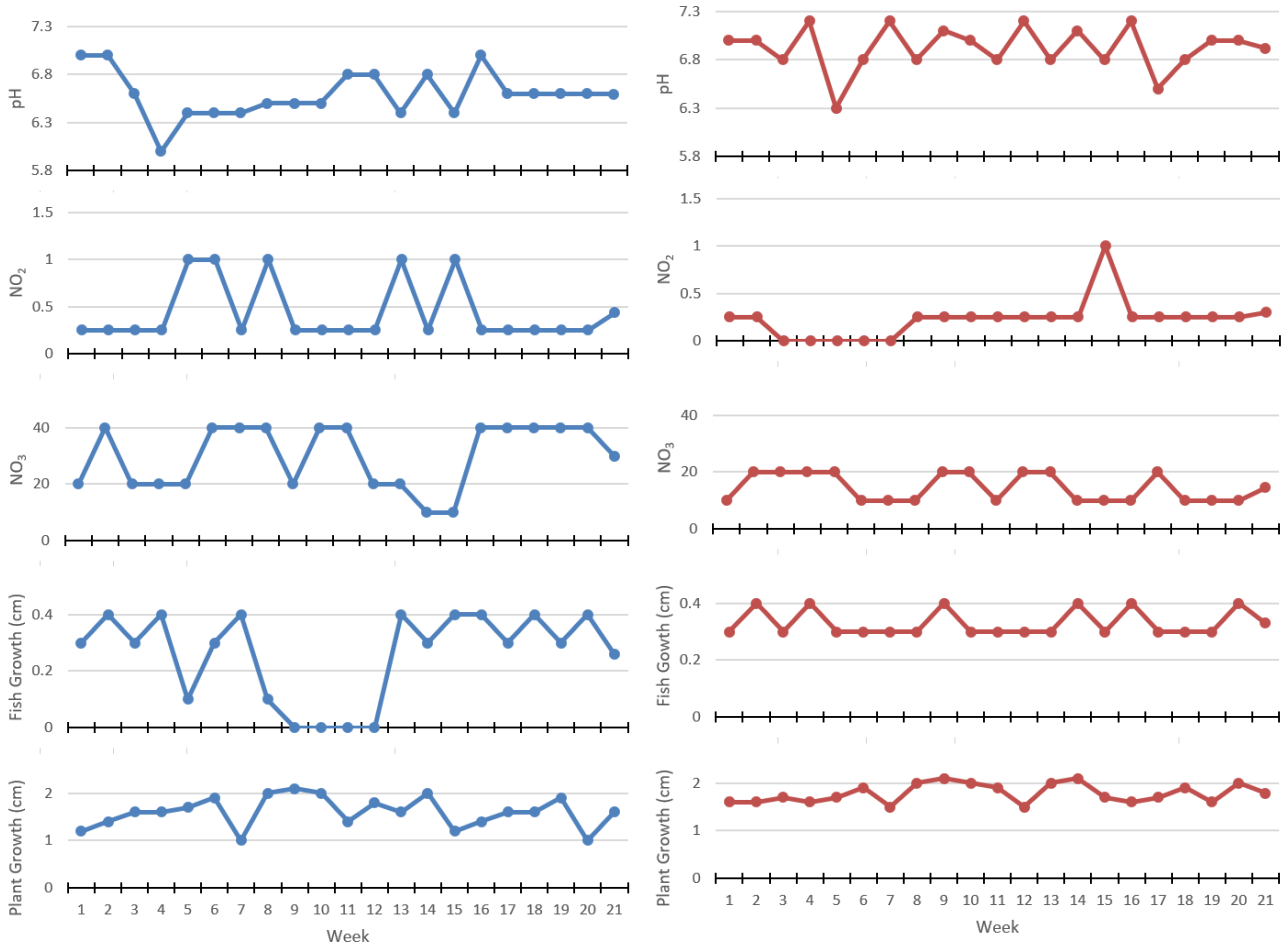 7.3
6.8
6.3
5.8
pH
1.5
1
0.5
0
NO₂
40
20
0
NO₃
0.4
0.2
0
Fish Growth (cm)
2
1
0
Plant Growth (cm)
1 2 3 4 5 6 7 8 9 10 11 12 13 14 15 16 17 18 19 20 21
Week
7.3
6.8
6.3
5.8
pH
1.5
1
0.5
0
NO₂
40
20
0
NO₃
0.4
0.2
0
Fish Gowth (cm)
2
1
0
Plant Growth (cm)
1 2 3 4 5 6 7 8 9 10 11 12 13 14 15 16 17 18 19 20 21
Week